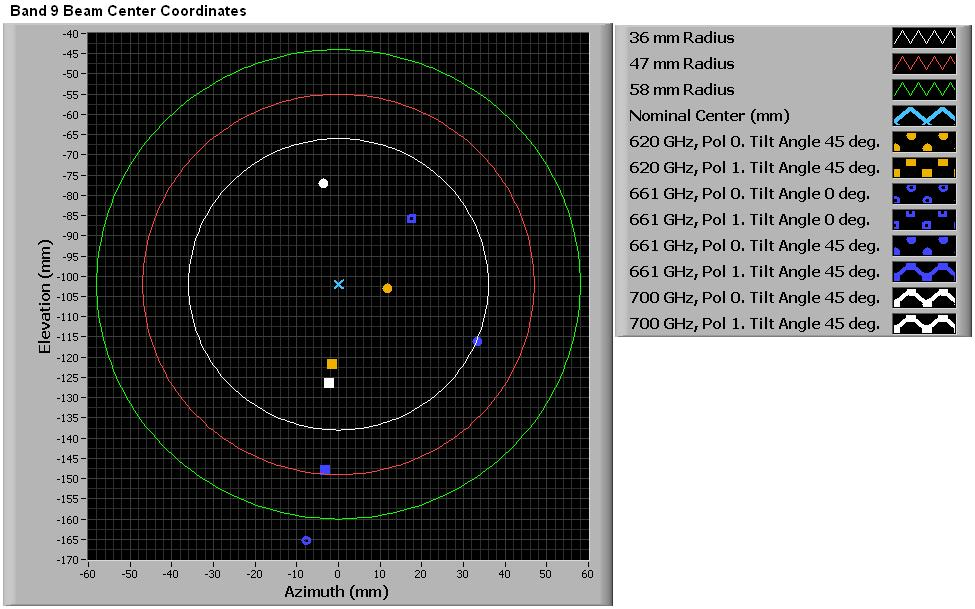 Band 9 Beam Center Coordinates
Elevation (mm)
-40
-45
-50
-55
-60
-65
-70
-75
-80
-85
-90
-95
-100
-105
-110
-115
-120
-125
-130
-135
-140
-145
-150
-155
-160
-165
-170
-60 -50 -40 -30 -20 -10 0 10 20 30 40 50 60
Azimuth (mm)
36 mm Radius
47 mm Radius
58 mm Radius
Nominal Center (mm)
620 GHz, Pol 0. Tilt Angle 45 deg.
620 GHz, Pol 1. Tilt Angle 45 deg.
661 GHz, Pol 0. Tilt Angle 0 deg.
661 GHz, Pol 1. Tilt Angle 0 deg.
661 GHz, Pol 0. Tilt Angle 45 deg.
661 GHz, Pol 1. Tilt Angle 45 deg.
700 GHz, Pol 0. Tilt Angle 45 deg.
700 GHz, Pol 1. Tilt Angle 45 deg.